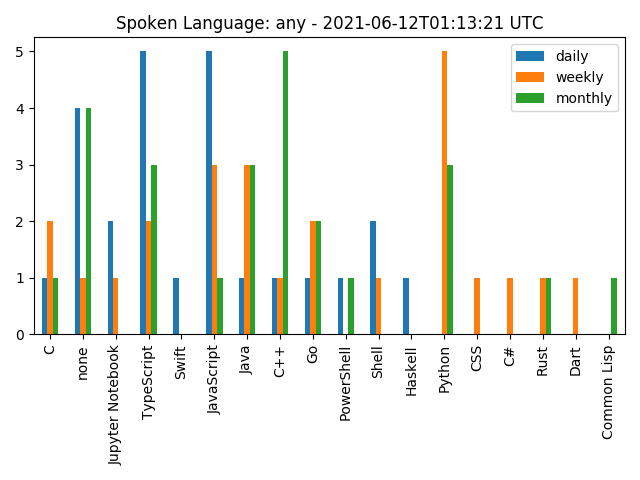 Spoken Language: any - 2021-06-12T01:13:21 UTC
daily
weekly
monthly
5
4
3
2
1
0
C
none
Jupyter Notebook
TypeScript
Swift
JavaScript
Java
C++
Go
PowerShell
Shell
Haskell
Python
CSS
C#
Rust
Dart
Common Lisp